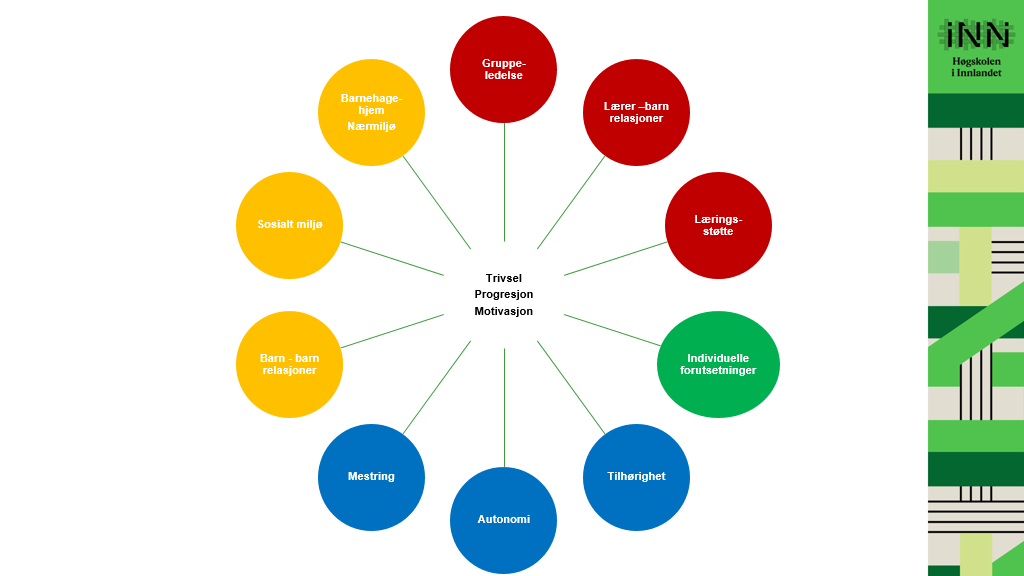 Gruppe-
ledelse
Lærer –barn
relasjoner
Lærings-
støtte
Individuelle
forutsetninger
Tilhørighet
Autonomi
Mestring
Barn - barn
relasjoner
Sosialt miljø
Barnehage-
hjem
Nærmiljø
Trivsel
Progresjon
Motivasjon
iNNi
Høgskolen
i Innlandet